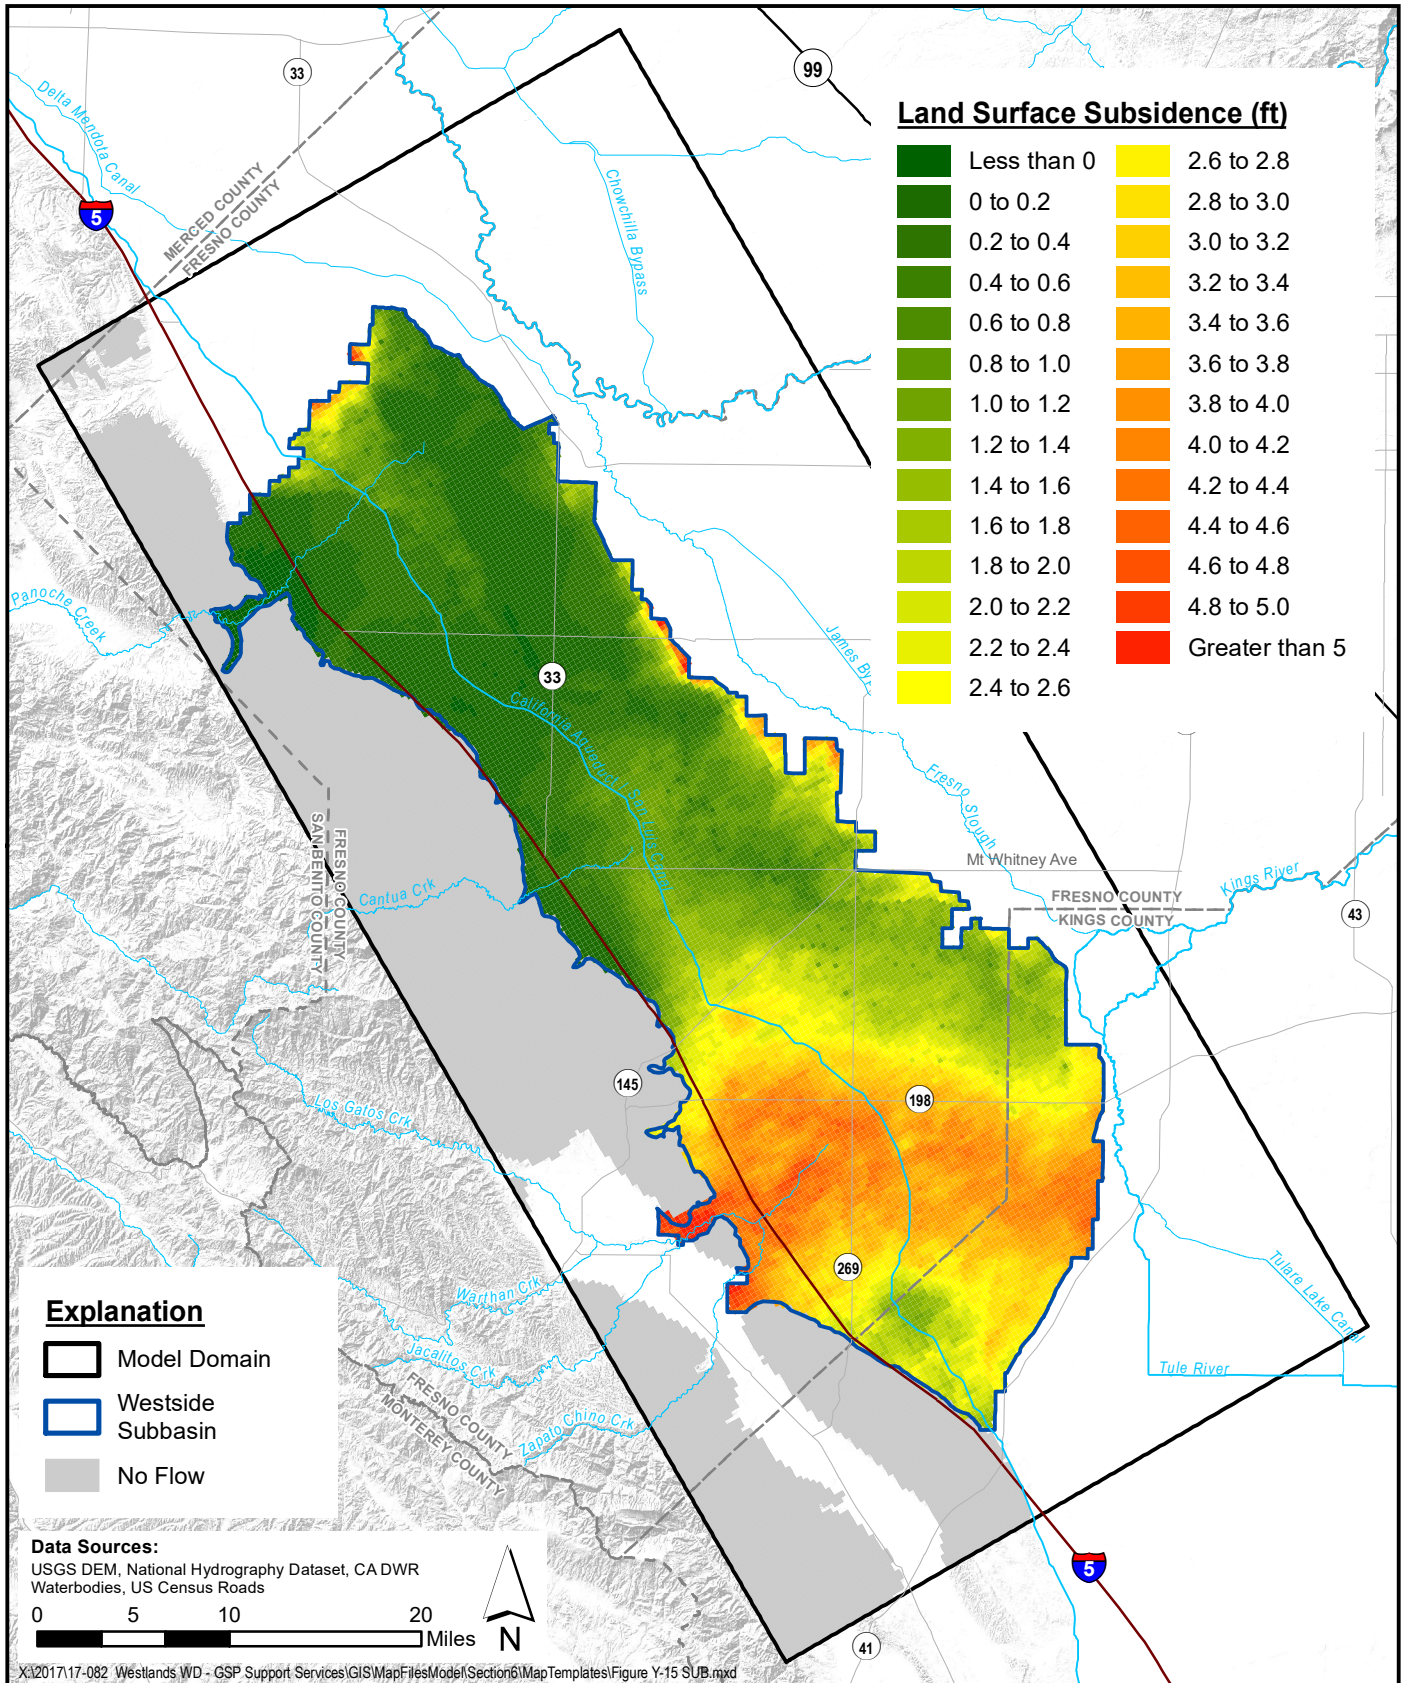 33
99
Delta Mendota Canal
MERCED COUNTY
FRESNO COUNTY
5
Chowchilla Bypass
Land Surface Subsidence (ft)
Less than 0
0 to 0.2
0.2 to 0.4
0.4 to 0.6
0.6 to 0.8
0.8 to 1.0
1.0 to 1.2
1.2 to 1.4
1.4 to 1.6
1.6 to 1.8
1.8 to 2.0
2.0 to 2.2
2.2 to 2.4
2.4 to 2.6
2.6 to 2.8
2.8 to 3.0
3.0 to 3.2
3.2 to 3.4
3.4 to 3.6
3.6 to 3.8
3.8 to 4.0
4.0 to 4.2
4.2 to 4.4
4.4 to 4.6
4.6 to 4.8
4.8 to 5.0
Greater than 5
Panoche Creek
James By
33
California Aqueduct / San Luis Canal
Fresno Slough
SAN BENITO COUNTY
FRESNO COUNTY
Cantua Crk
Mt Whitney Ave
FRESNO COUNTY
KINGS COUNTY
Kings River
43
145
198
Los Gatos Crk
269
Warthan Crk
Jacalitos Crk
Zapato Chino Crk
FRESNO COUNTY
MONTEREY COUNTY
Tulare Lake Canal
Tule River
Explanation
Model Domain
Westside
Subbasin
No Flow
Data Sources:
USGS DEM, National Hydrography Dataset, CA DWR
Waterbodies, US Census Roads
0 5 10 20
Miles
N
5
41
X:\2017\17-082 Westlands WD - GSP Support Services\GIS\MapFilesModel\Section6\MapTemplates\Figure Y-15 SUB.mxd